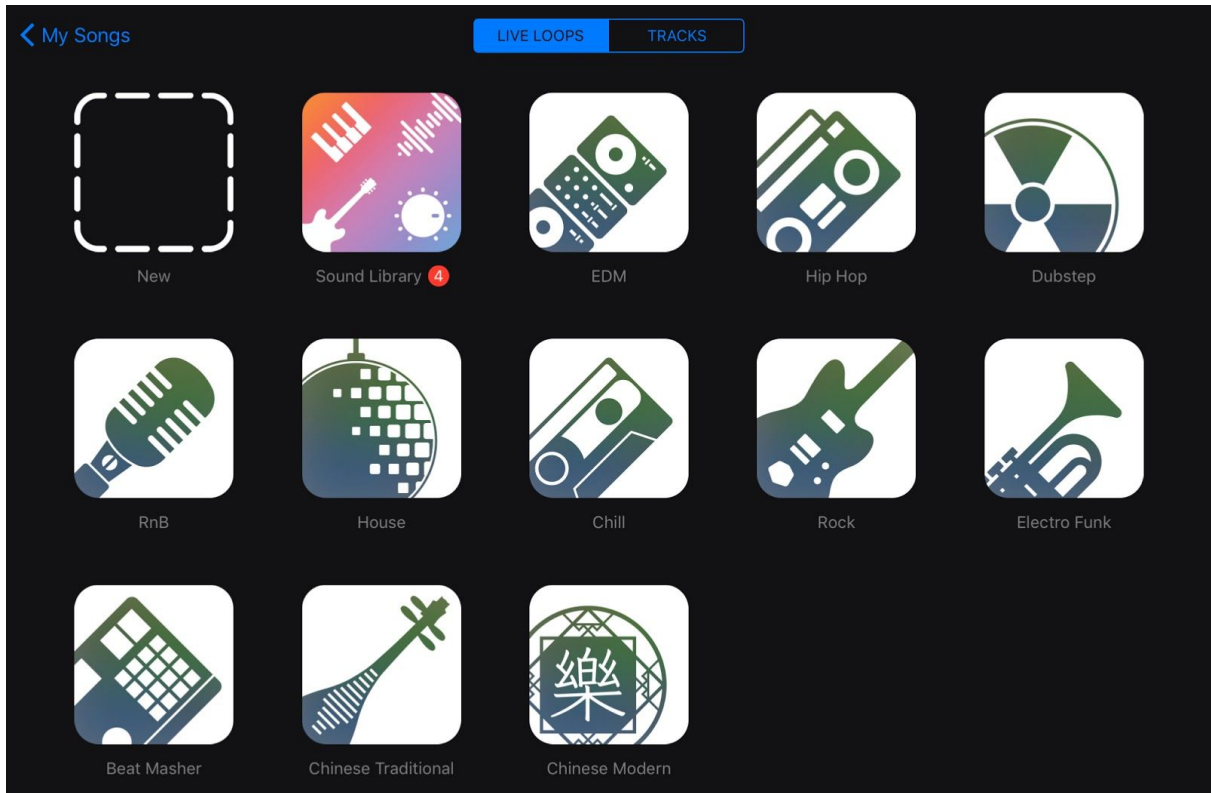 My Songs
LIVE LOOPS
TRACKS
New
Sound Library 4
EDM
Hip Hop
Dubstep
RnB
House
Chill
Rock
Electro Funk
樂
Beat Masher
Chinese Traditional
Chinese Modern